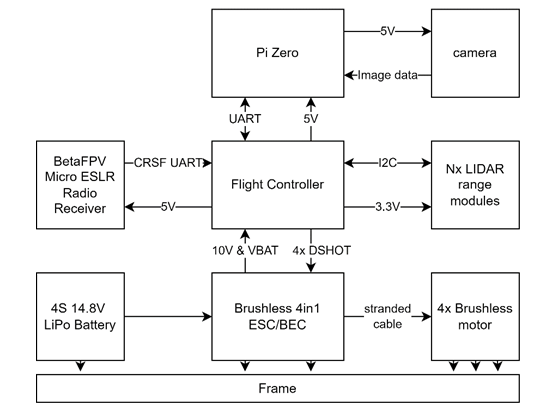 Pi Zero
5V
camera
Image data
UART
5V
BetaFPV
Micro ESLR
Radio
Receiver
CRSF UART
5V
Flight Controller
I2C
3.3V
Nx LIDAR
range
modules
10V & VBAT
4x DSHOT
4S 14.8V
LiPo Battery
Brushless 4in1
ESC/BEC
stranded
cable
4x Brushless
motor
Frame